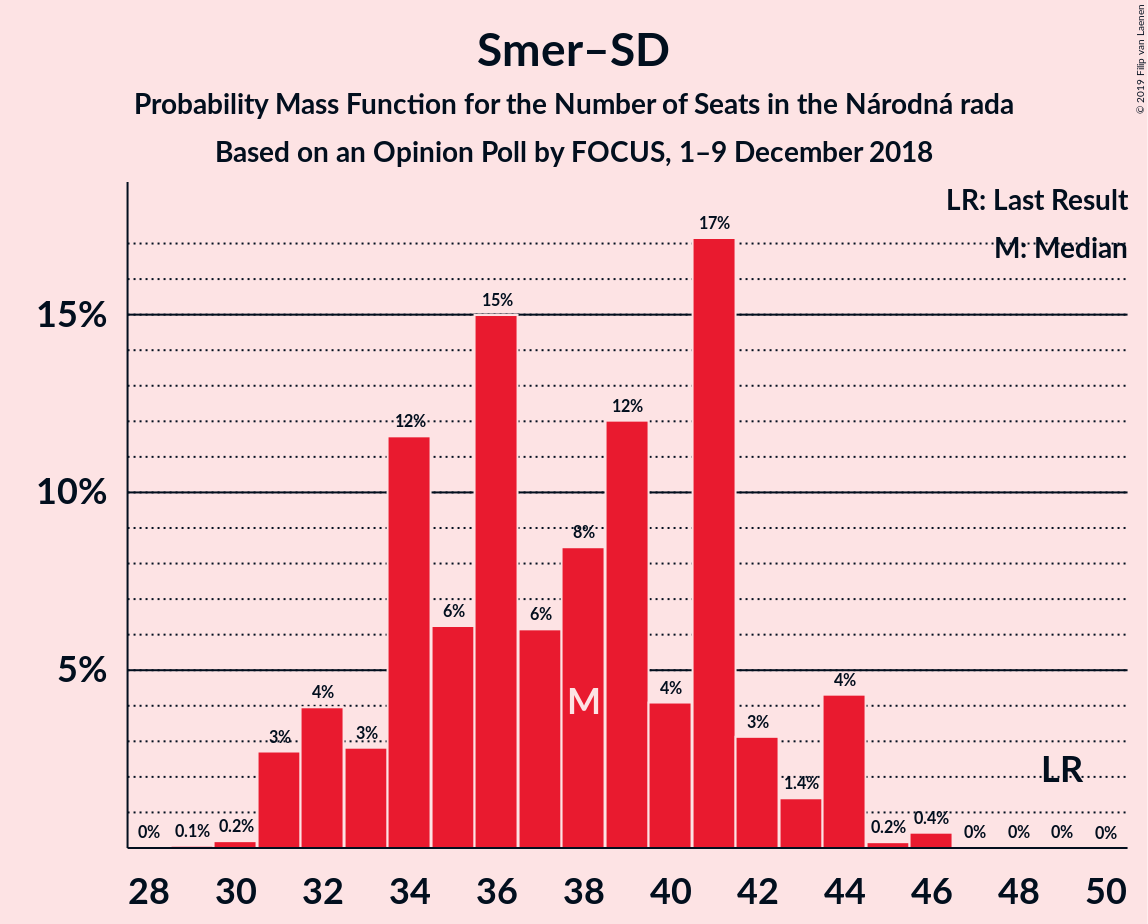 Smer–SD
Probability Mass Function for the Number of Seats in the Národná rada
Based on an Opinion Poll by FOCUS, 1–9 December 2018
© 2019 Filip van Laenen
LR: Last Result
M: Median
15%
10%
5%
0%
0.1%
0.2%
3%
4%
3%
12%
6%
15%
6%
8%
12%
4%
17%
3%
1.4%
4%
0.2%
0.4%
0%
0%
0%
0%
M
LR
28 30 32 34 36 38 40 42 44 46 48 50